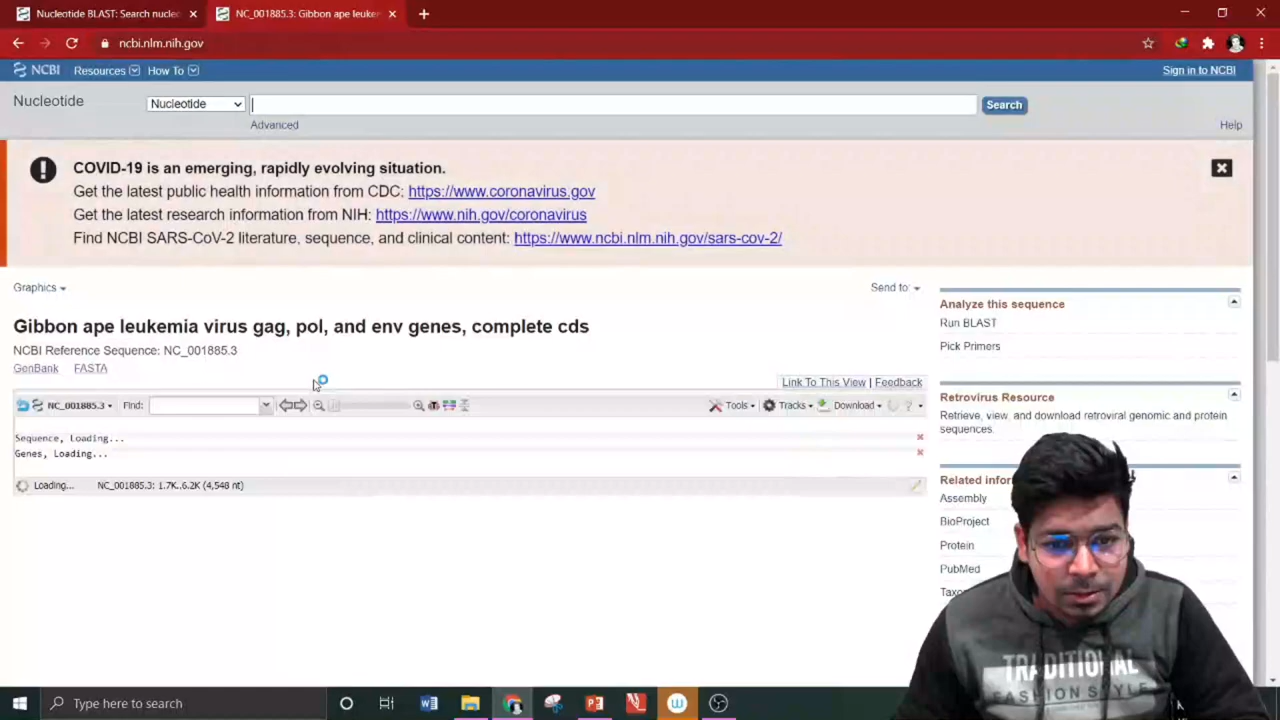 Nucleotide BLAST: Search nucleo
NC_001885.3: Gibbon ape leuker
ncbi.nlm.nih.gov
NCBI Resources How To Sign in to NCBI
Nucleotide Nucleotide Search
Advanced Help
COVID-19 is an emerging, rapidly evolving situation.
Get the latest public health information from CDC: https://www.coronavirus.gov
Get the latest research information from NIH: https://www.nih.gov/coronavirus
Find NCBI SARS-CoV-2 literature, sequence, and clinical content: https://www.ncbi.nlm.nih.gov/sars-cov-2/
Graphics Send to:
Gibbon ape leukemia virus gag, pol, and env genes, complete cds
NCBI Reference Sequence: NC_001885.3
GenBank FASTA
Link To This View | Feedback
NC_001885.3 Find: Tools Tracks Download ?
Sequence, Loading...
Genes, Loading...
Loading... NC_001885.3: 1.7K..6.2K (4,548 nt)
Analyze this sequence
Run BLAST
Pick Primers
Retrovirus Resource
Retrieve, view, and download retroviral genomic and protein
sequences.
Related infor
Assembly
BioProject
Protein
PubMed
Taxo
TRADITIONAL
FASHION STYLE
Type here to search